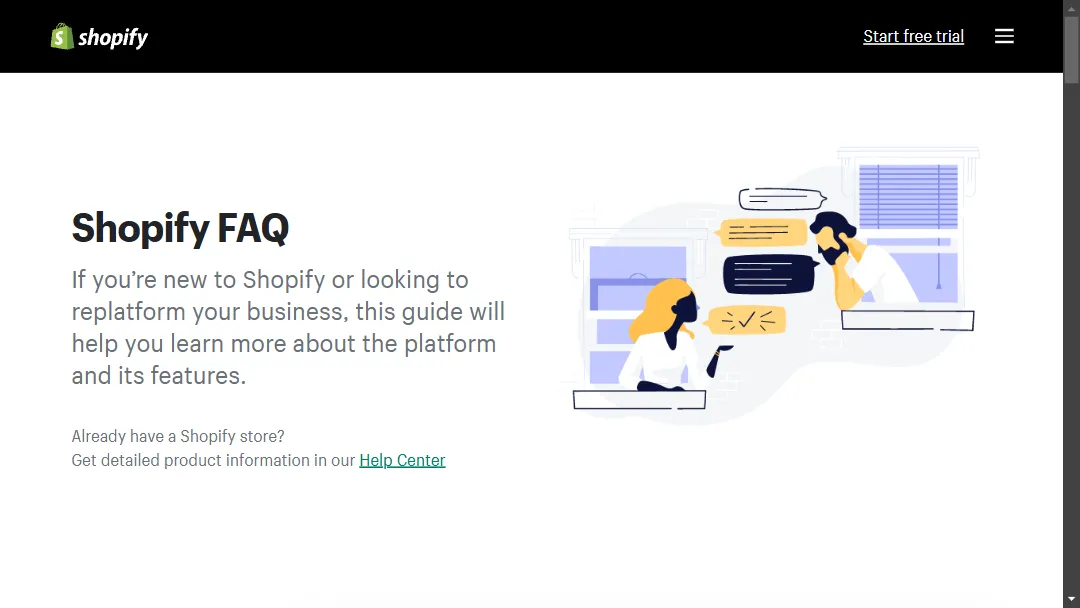 shopify
Start free trial
Shopify FAQ
If you’re new to Shopify or looking to
replatform your business, this guide will
help you learn more about the platform
and its features.
Already have a Shopify store?
Get detailed product information in our Help Center